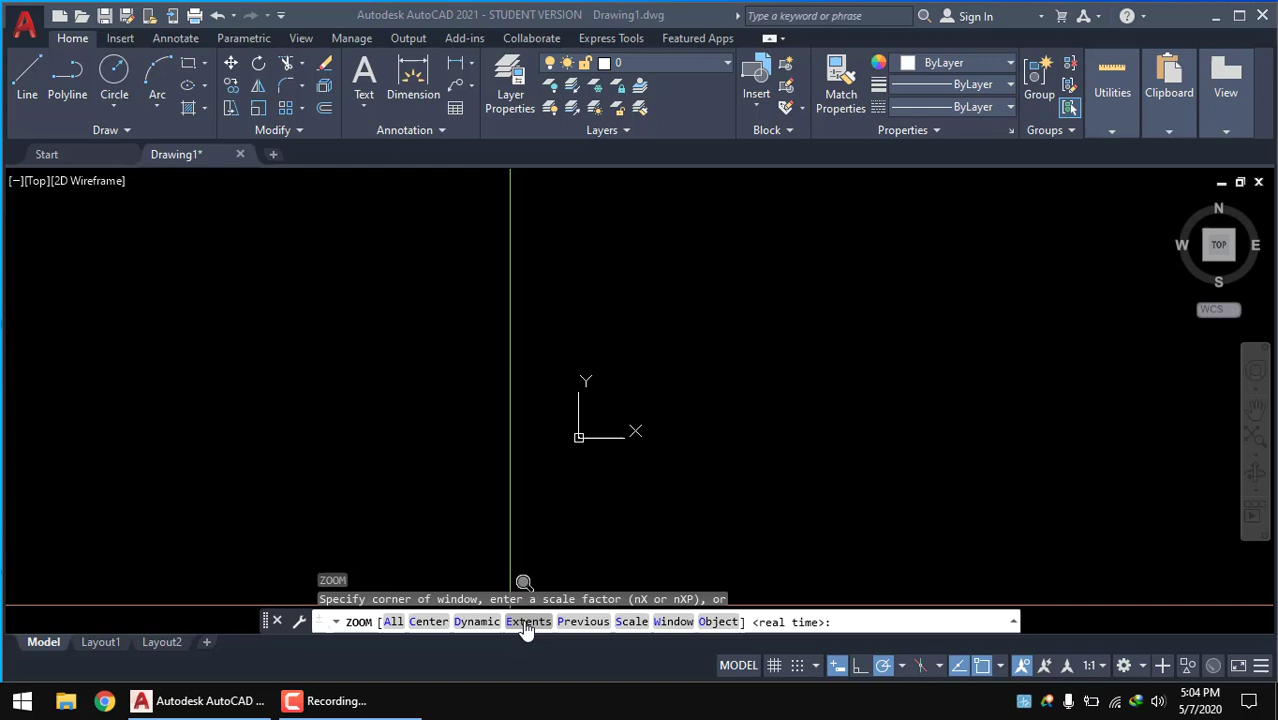 Autodesk AutoCAD 2021 - STUDENT VERSION Drawing1.dwg
Type a keyword or phrase
Sign In
Home Insert Annotate Parametric View Manage Output Add-ins Collaborate Express Tools Featured Apps
Line Polyline Circle Arc
Text Dimension
Layer Properties
0
Insert
Match Properties
ByLayer
ByLayer
ByLayer
Group
Utilities Clipboard View
Draw Modify Annotation Layers Block Properties Groups
Start Drawing1*
[−][Top][2D Wireframe]
N
W TOP E
S
WCS
Y
X
ZOOM
Specify corner of window, enter a scale factor (nX or nXP), or
ZOOM [All Center Dynamic Extents Previous Scale Window Object] <real time>:
Model Layout1 Layout2 +
MODEL 1:1
Autodesk AutoCAD ... Recording...
5:04 PM
5/7/2020